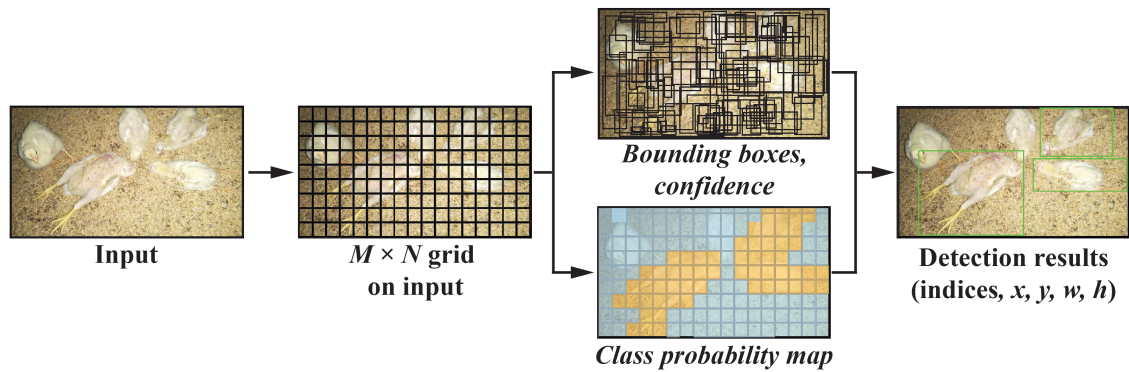 Input
M × N grid
on input
Bounding boxes,
confidence
Class probability map
Detection results
(indices, x, y, w, h)